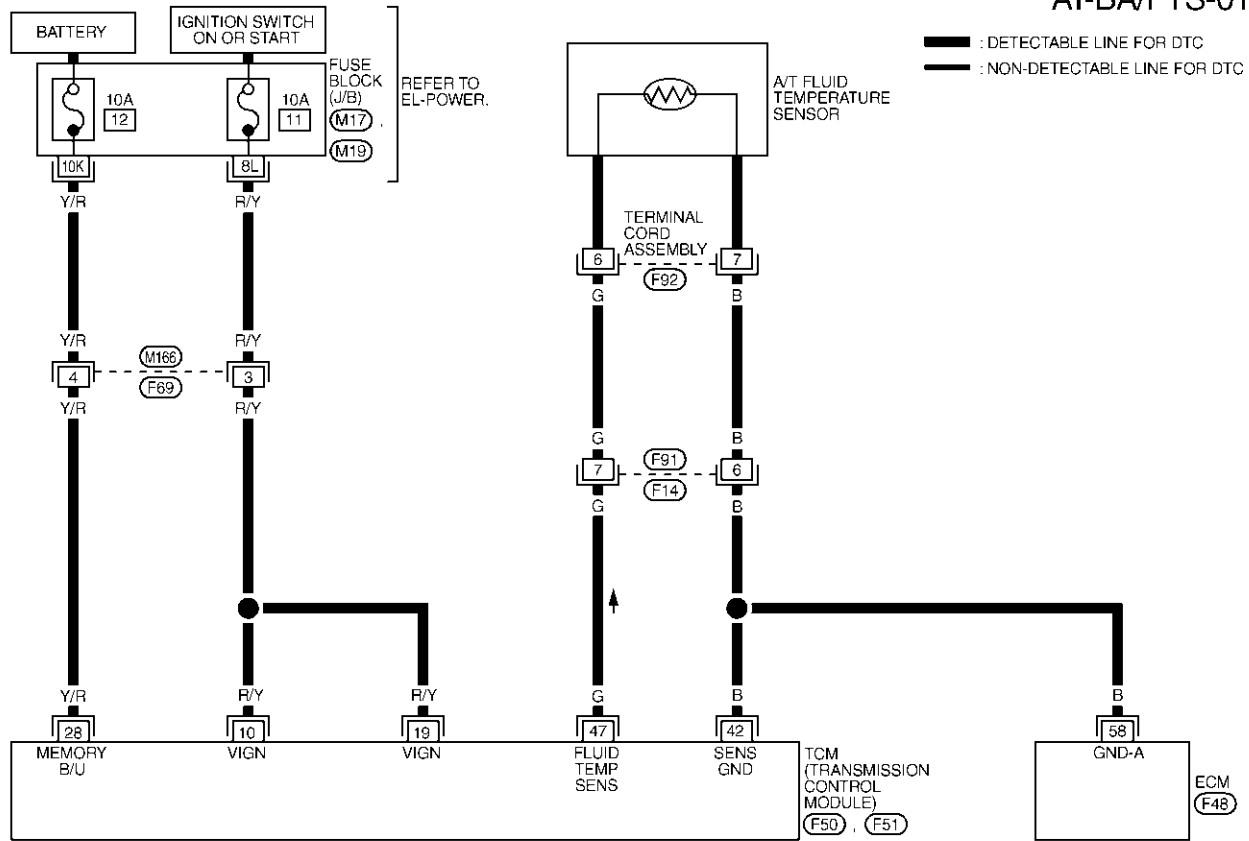 AT-BA/FTS-01
BATTERY
IGNITION SWITCH
ON OR START
: DETECTABLE LINE FOR DTC
: NON-DETECTABLE LINE FOR DTC
10A
12
10A
11
FUSE
BLOCK
(J/B)
M17 ,
M19
REFER TO
EL-POWER.
A/T FLUID
TEMPERATURE
SENSOR
10K
8L
Y/R
R/Y
TERMINAL
CORD
ASSEMBLY
6
7
F92
G
B
Y/R
R/Y
4
M166
F69
3
Y/R
R/Y
G
B
7
F91
F14
6
G
B
Y/R
R/Y
R/Y
G
B
B
28
10
19
47
42
58
MEMORY
B/U
VIGN
VIGN
FLUID
TEMP
SENS
SENS
GND
TCM
(TRANSMISSION
CONTROL
MODULE)
F50 , F51
GND-A
ECM
F48